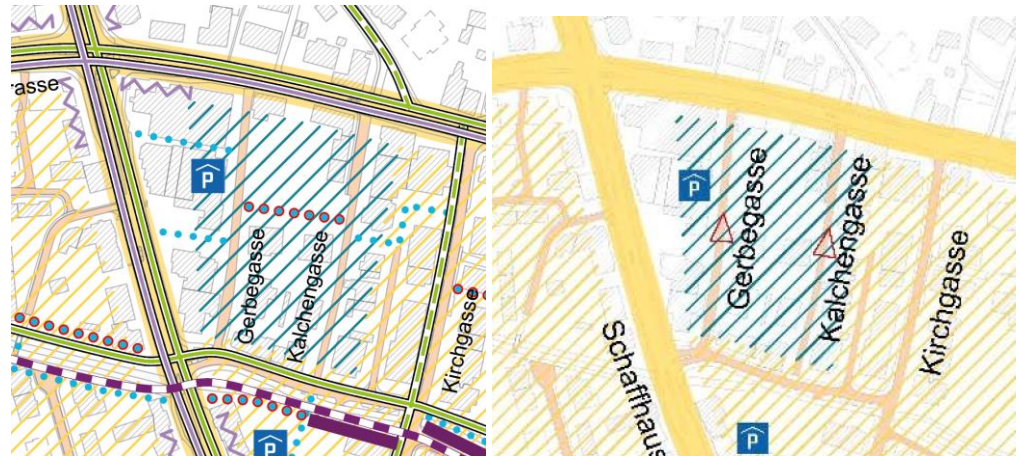 rasse
P
Gerbegasse
Kalchengasse
Kirchgasse
P
P
Gerbegasse
Kalchengasse
Kirchgasse
Schaffhaus
P